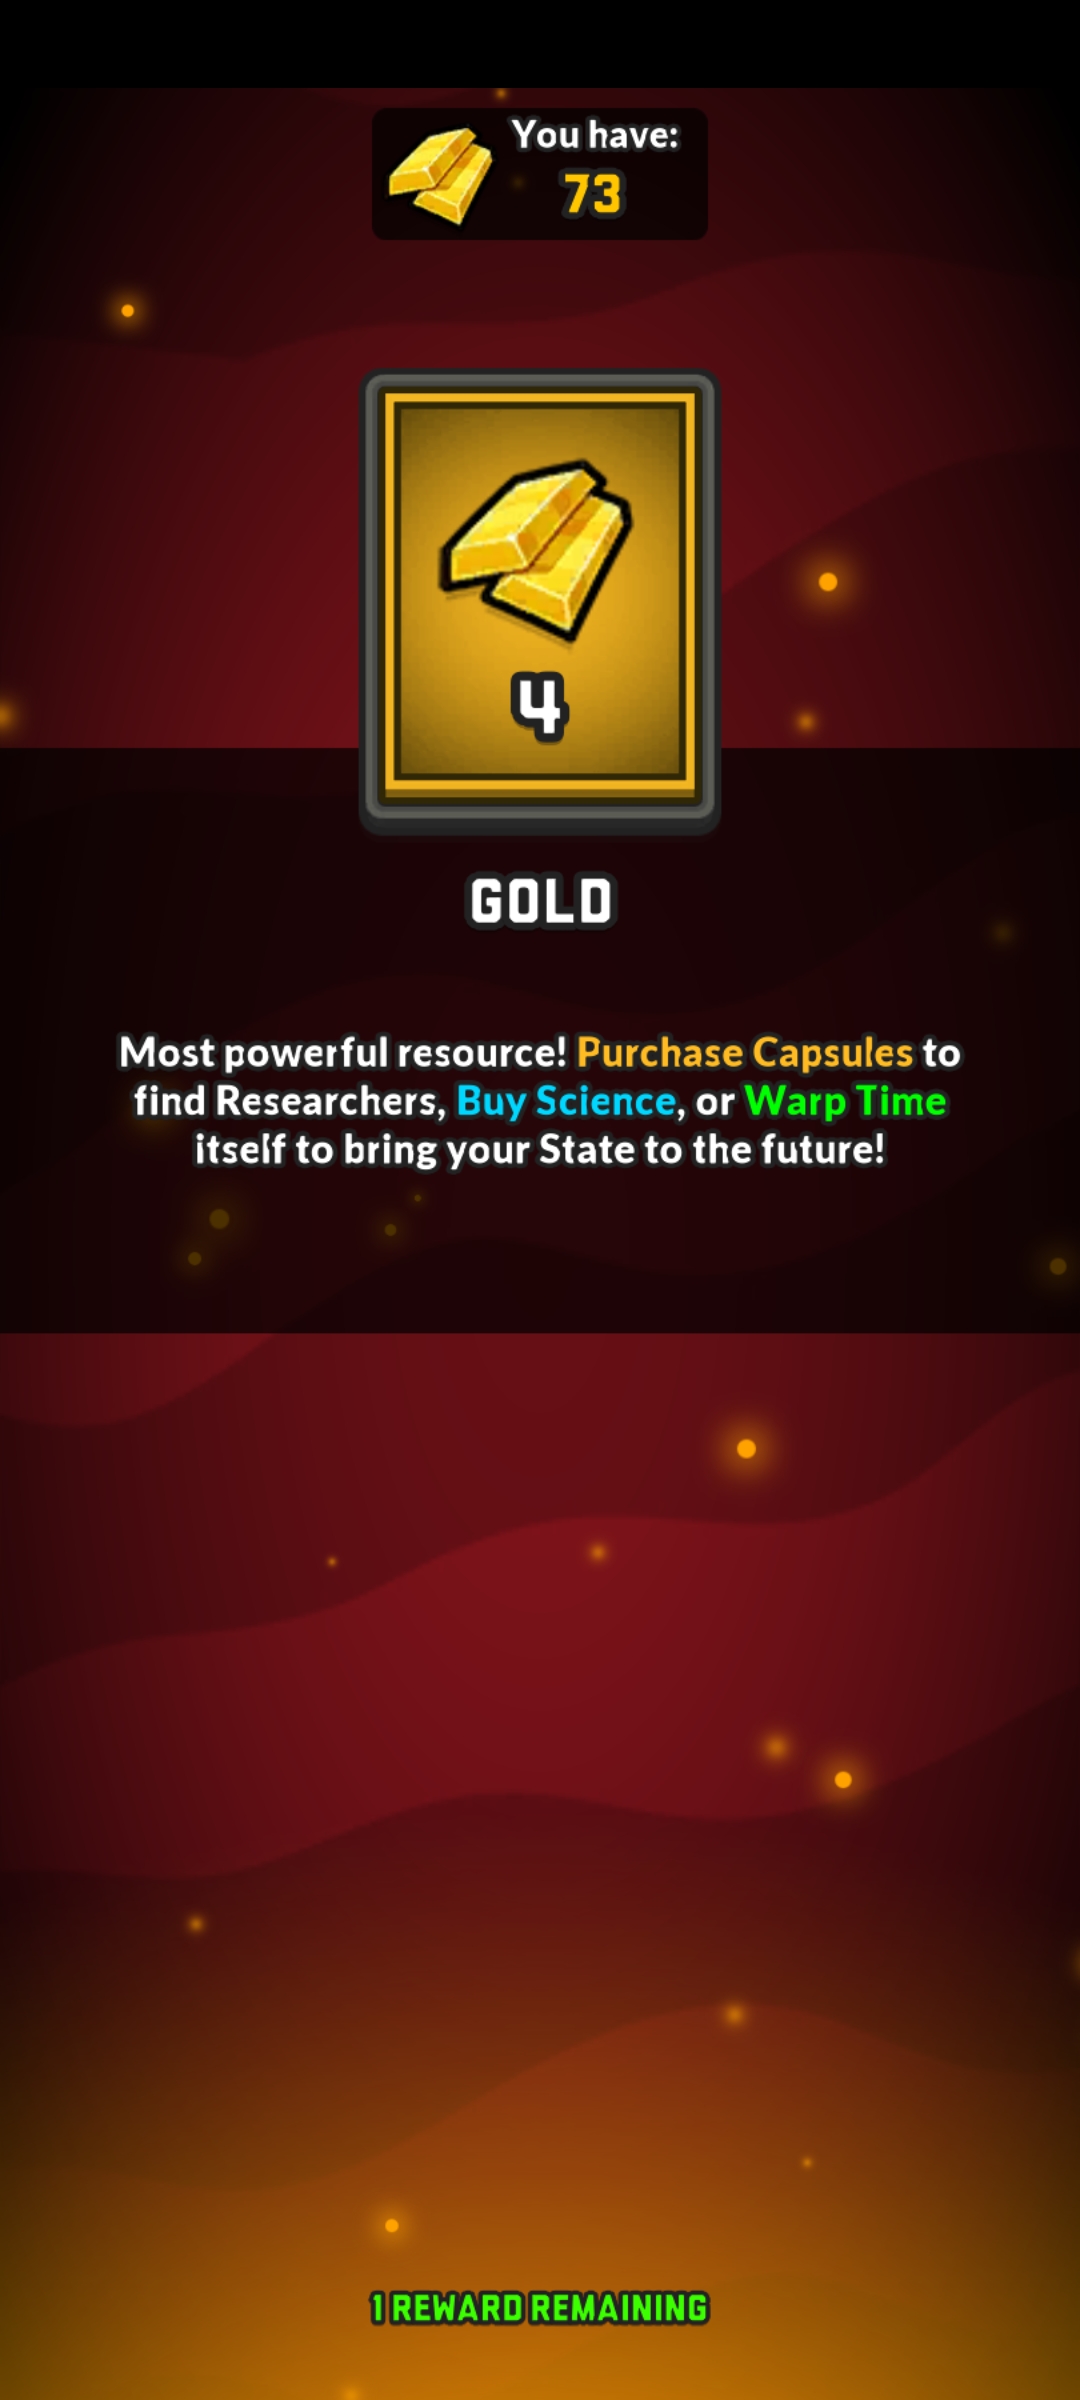 You have:
73
4
GOLD
Most powerful resource! Purchase Capsules to
find Researchers, Buy Science, or Warp Time
itself to bring your State to the future!
1 REWARD REMAINING